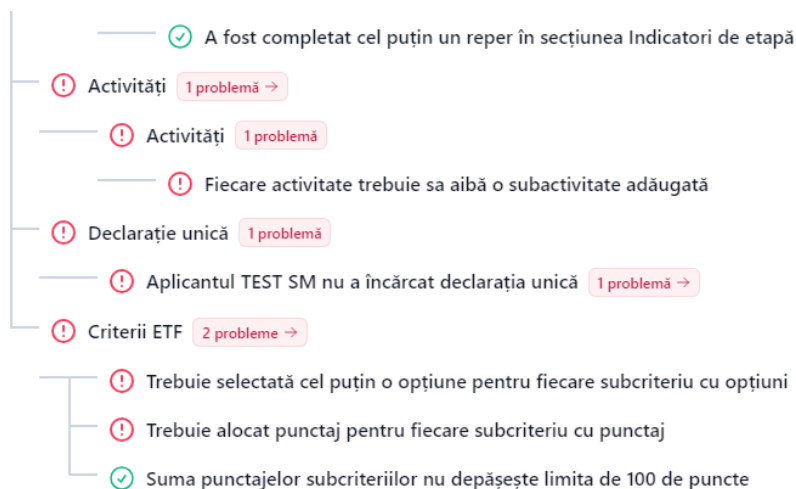 A fost completat cel puțin un reper în secțiunea Indicatori de etapă
Activități 1 problemă →
Activități 1 problemă
Fiecare activitate trebuie sa aibă o subactivitate adăugată
Declarație unică 1 problemă
Aplicantul TEST SM nu a încărcat declarația unică 1 problemă →
Criterii ETF 2 probleme →
Trebuie selectată cel puțin o opțiune pentru fiecare subcriteriu cu opțiuni
Trebuie alocat punctaj pentru fiecare subcriteriu cu punctaj
Suma punctajelor subcriteriilor nu depășește limita de 100 de puncte